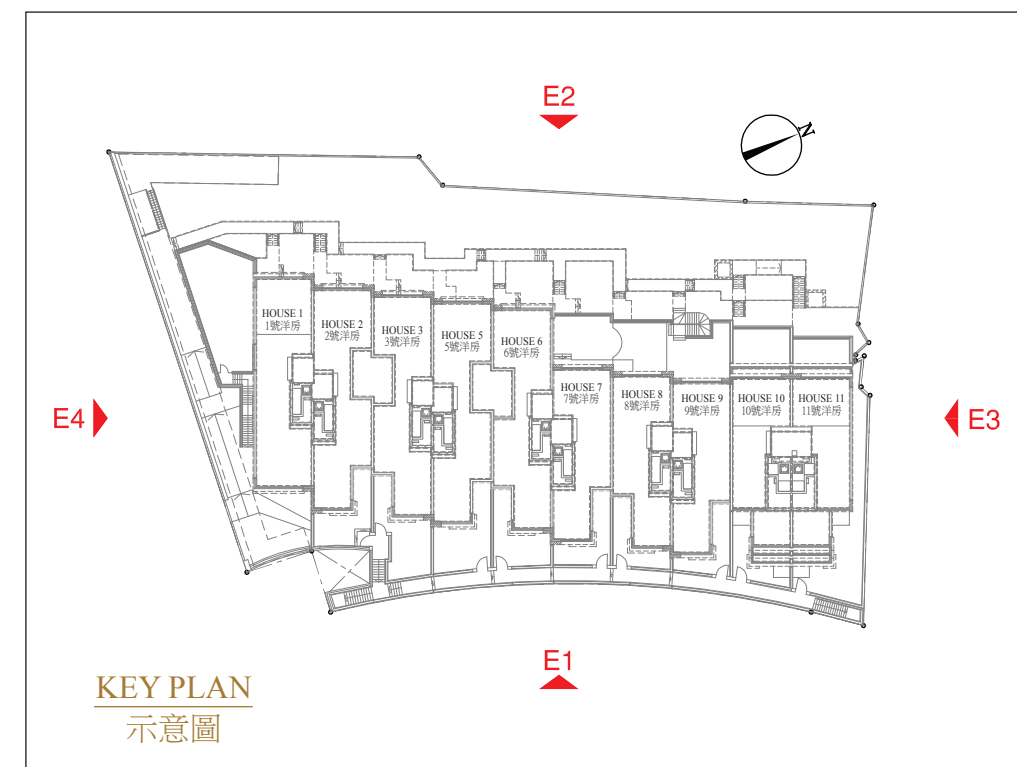 E2
N
HOUSE 1
1號洋房
HOUSE 2
2號洋房
HOUSE 3
3號洋房
HOUSE 5
5號洋房
HOUSE 6
6號洋房
HOUSE 7
7號洋房
HOUSE 8
8號洋房
HOUSE 9
9號洋房
HOUSE 10
10號洋房
HOUSE 11
11號洋房
E4
E3
E1
KEY PLAN
示意圖